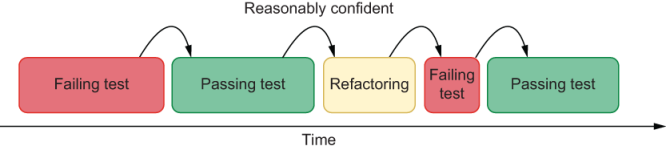 Reasonably confident
Failing test
Passing test
Refactoring
Failing
test
Passing test
Time